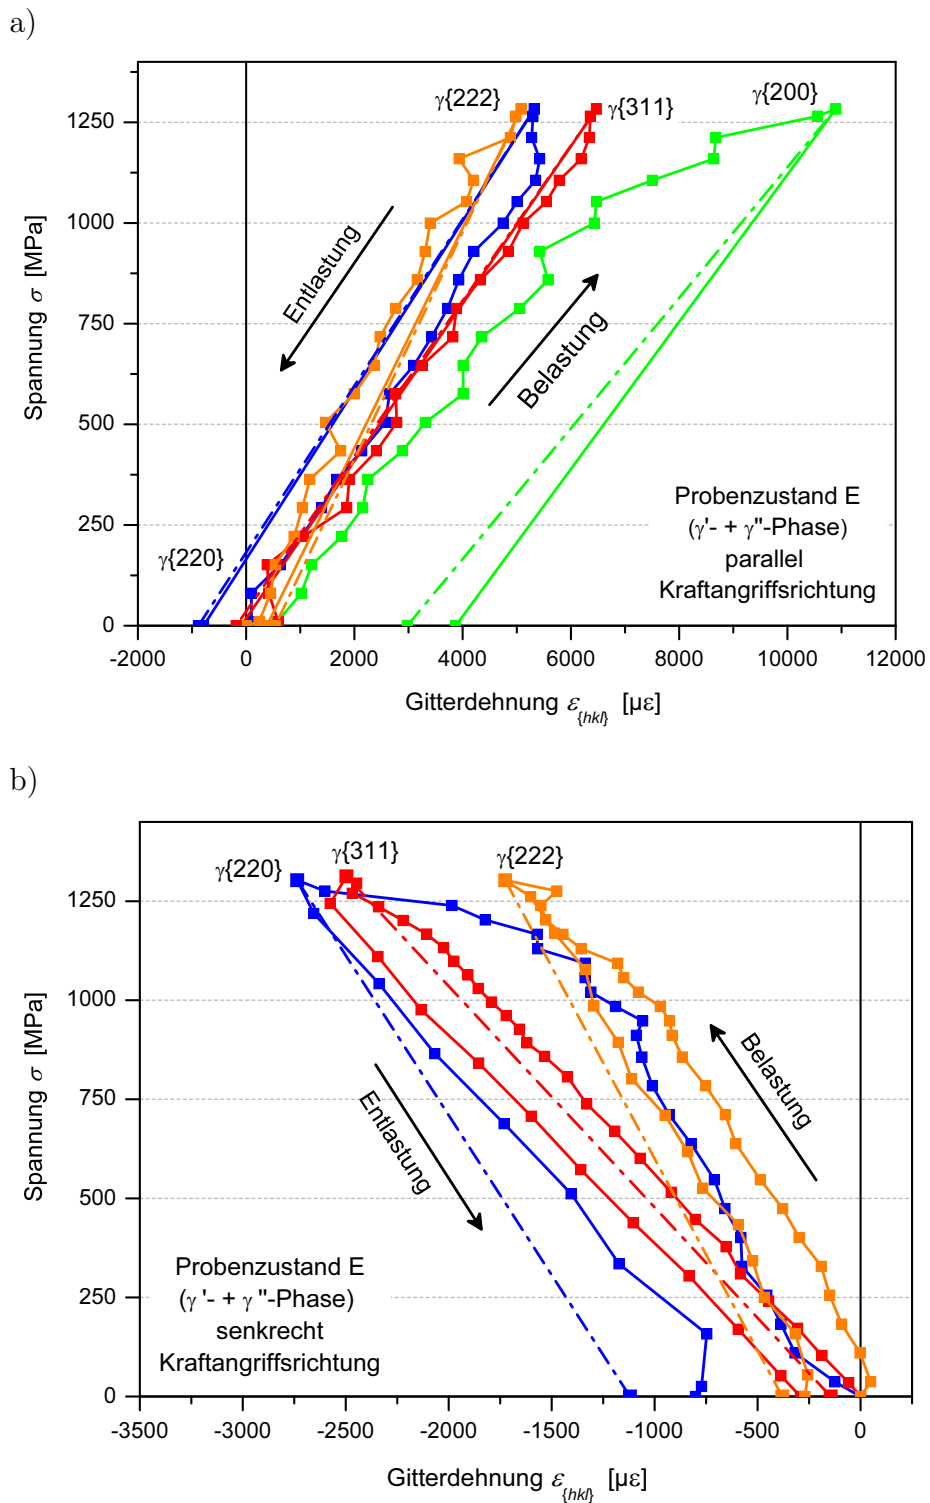 a)
γ{222}
γ{311}
γ{200}
1250
1000
750
500
250
0
Spannung σ [MPa]
Entlastung
Belastung
γ{220}
Probenzustand E
(γ'- + γ''-Phase)
parallel
Kraftangriffsrichtung
-2000
0
2000
4000
6000
8000
10000
12000
Gitterdehnung ε{hkl} [µε]
b)
γ{220}
γ{311}
γ{222}
1250
1000
750
500
250
0
Spannung σ [MPa]
Entlastung
Belastung
Probenzustand E
(γ '- + γ ''-Phase)
senkrecht
Kraftangriffsrichtung
-3500
-3000
-2500
-2000
-1500
-1000
-500
0
Gitterdehnung ε{hkl} [µε]